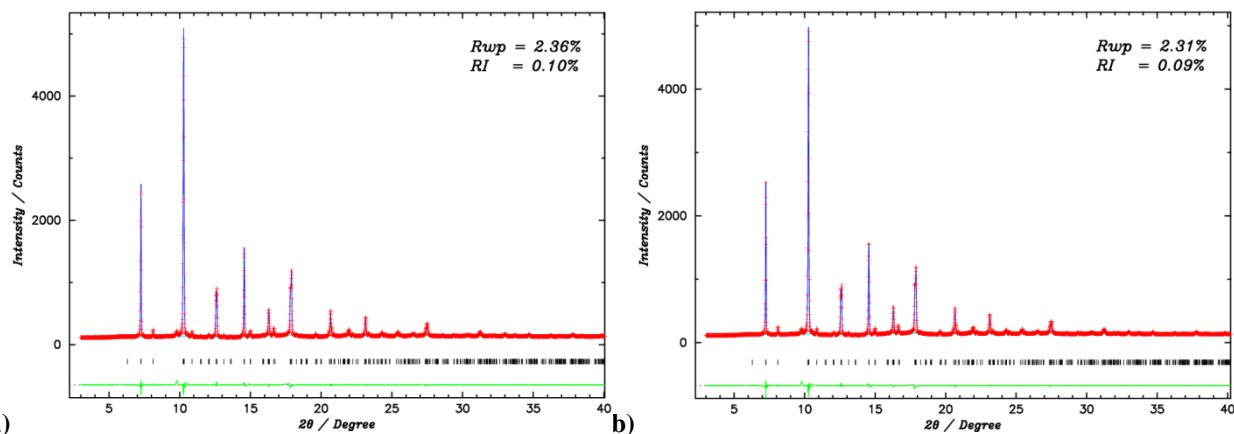 Rwp = 2.36%
RI = 0.10%
Intensity / Counts
4000
2000
0
5 10 15 20 25 30 35 40
2θ / Degree
)
Rwp = 2.31%
RI = 0.09%
Intensity / Counts
4000
2000
0
5 10 15 20 25 30 35 40
2θ / Degree
b)